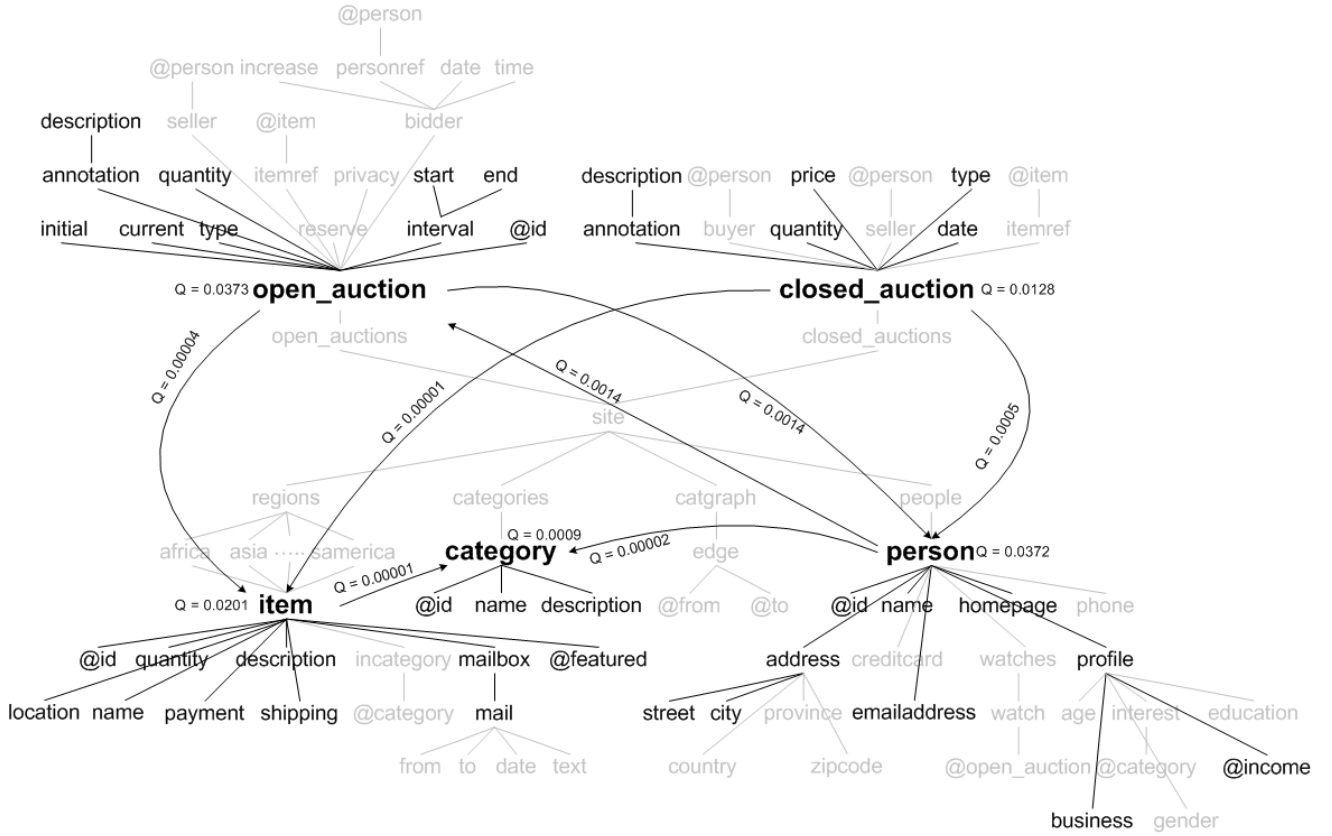 @person
@person increase personref date time
description seller @item bidder
annotation quantity itemref privacy start end description @person price @person type @item
initial current type reserve interval @id annotation buyer quantity seller date itemref
Q = 0.0373 open_auction closed_auction Q = 0.0128
open_auctions closed_auctions
Q = 0.00004 Q = 0.00001 Q = 0.0014 Q = 0.0014 Q = 0.0005
site
regions categories catgraph people
Q = 0.0009
africa asia ..... samerica category Q = 0.00002 edge person Q = 0.0372
Q = 0.00001
Q = 0.0201 item @id name description @from @to @id name homepage phone
@id quantity description incategory mailbox @featured address creditcard watches profile
location name payment shipping @category mail street city province emailaddress watch age interest education
from to date text country zipcode @open_auction @category @income
business gender